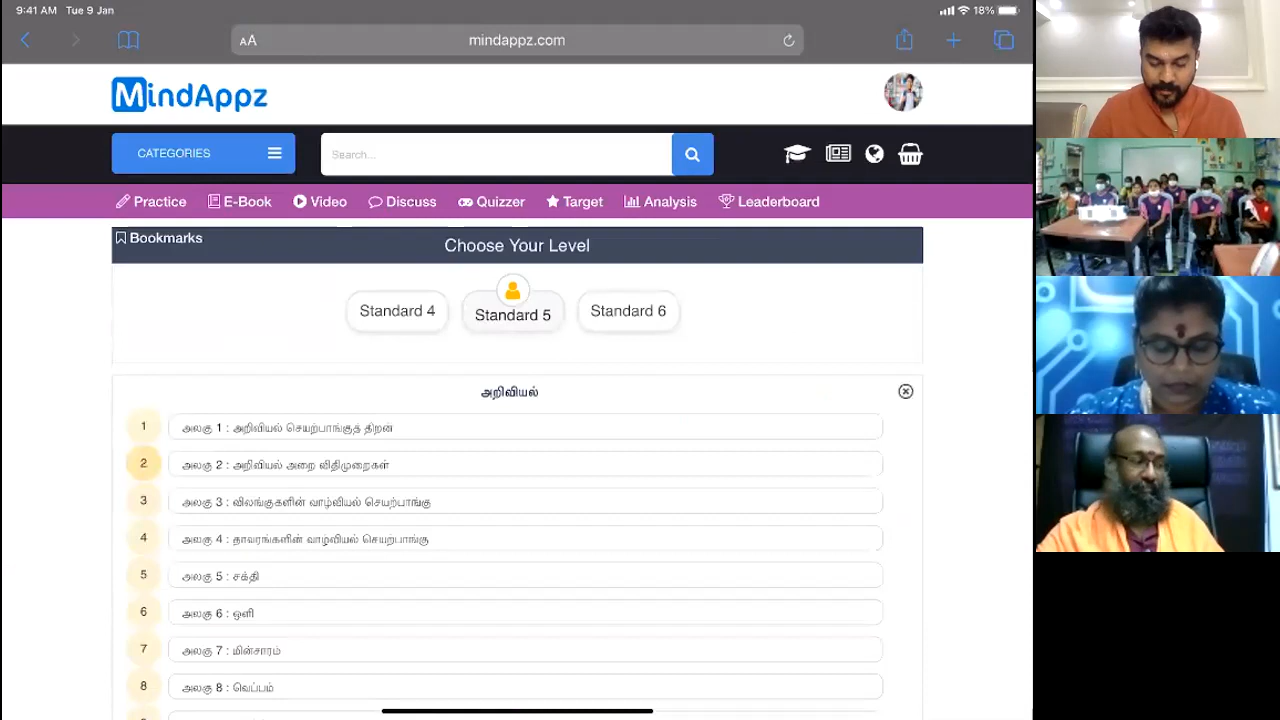 9:41 AM Tue 9 Jan
18%
AA
mindappz.com
MindAppz
CATEGORIES
Search...
Practice
E-Book
Video
Discuss
Quizzer
Target
Analysis
Leaderboard
Bookmarks
Choose Your Level
Standard 4
Standard 5
Standard 6
அறிவியல்
1 அலகு 1 : அறிவியல் செயற்பாங்குத் திறன்
2 அலகு 2 : அறிவியல் அறை விதிமுறைகள்
3 அலகு 3 : விலங்குகளின் வாழ்வியல் செயற்பாங்கு
4 அலகு 4 : தாவரங்களின் வாழ்வியல் செயற்பாங்கு
5 அலகு 5 : சக்தி
6 அலகு 6 : ஒளி
7 அலகு 7 : மின்சாரம்
8 அலகு 8 : வெப்பம்